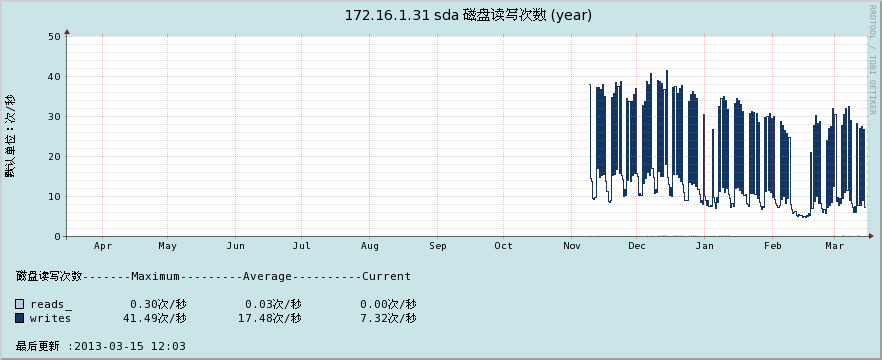 172.16.1.31 sda 磁盘读写次数 (year)
RRDTOOL / TOBI OETIKER
默认单位：次/秒
50
40
30
20
10
0
Apr May Jun Jul Aug Sep Oct Nov Dec Jan Feb Mar
磁盘读写次数-------Maximum---------Average----------Current
reads_ 0.30次/秒 0.03次/秒 0.00次/秒
writes 41.49次/秒 17.48次/秒 7.32次/秒
最后更新 :2013-03-15 12:03